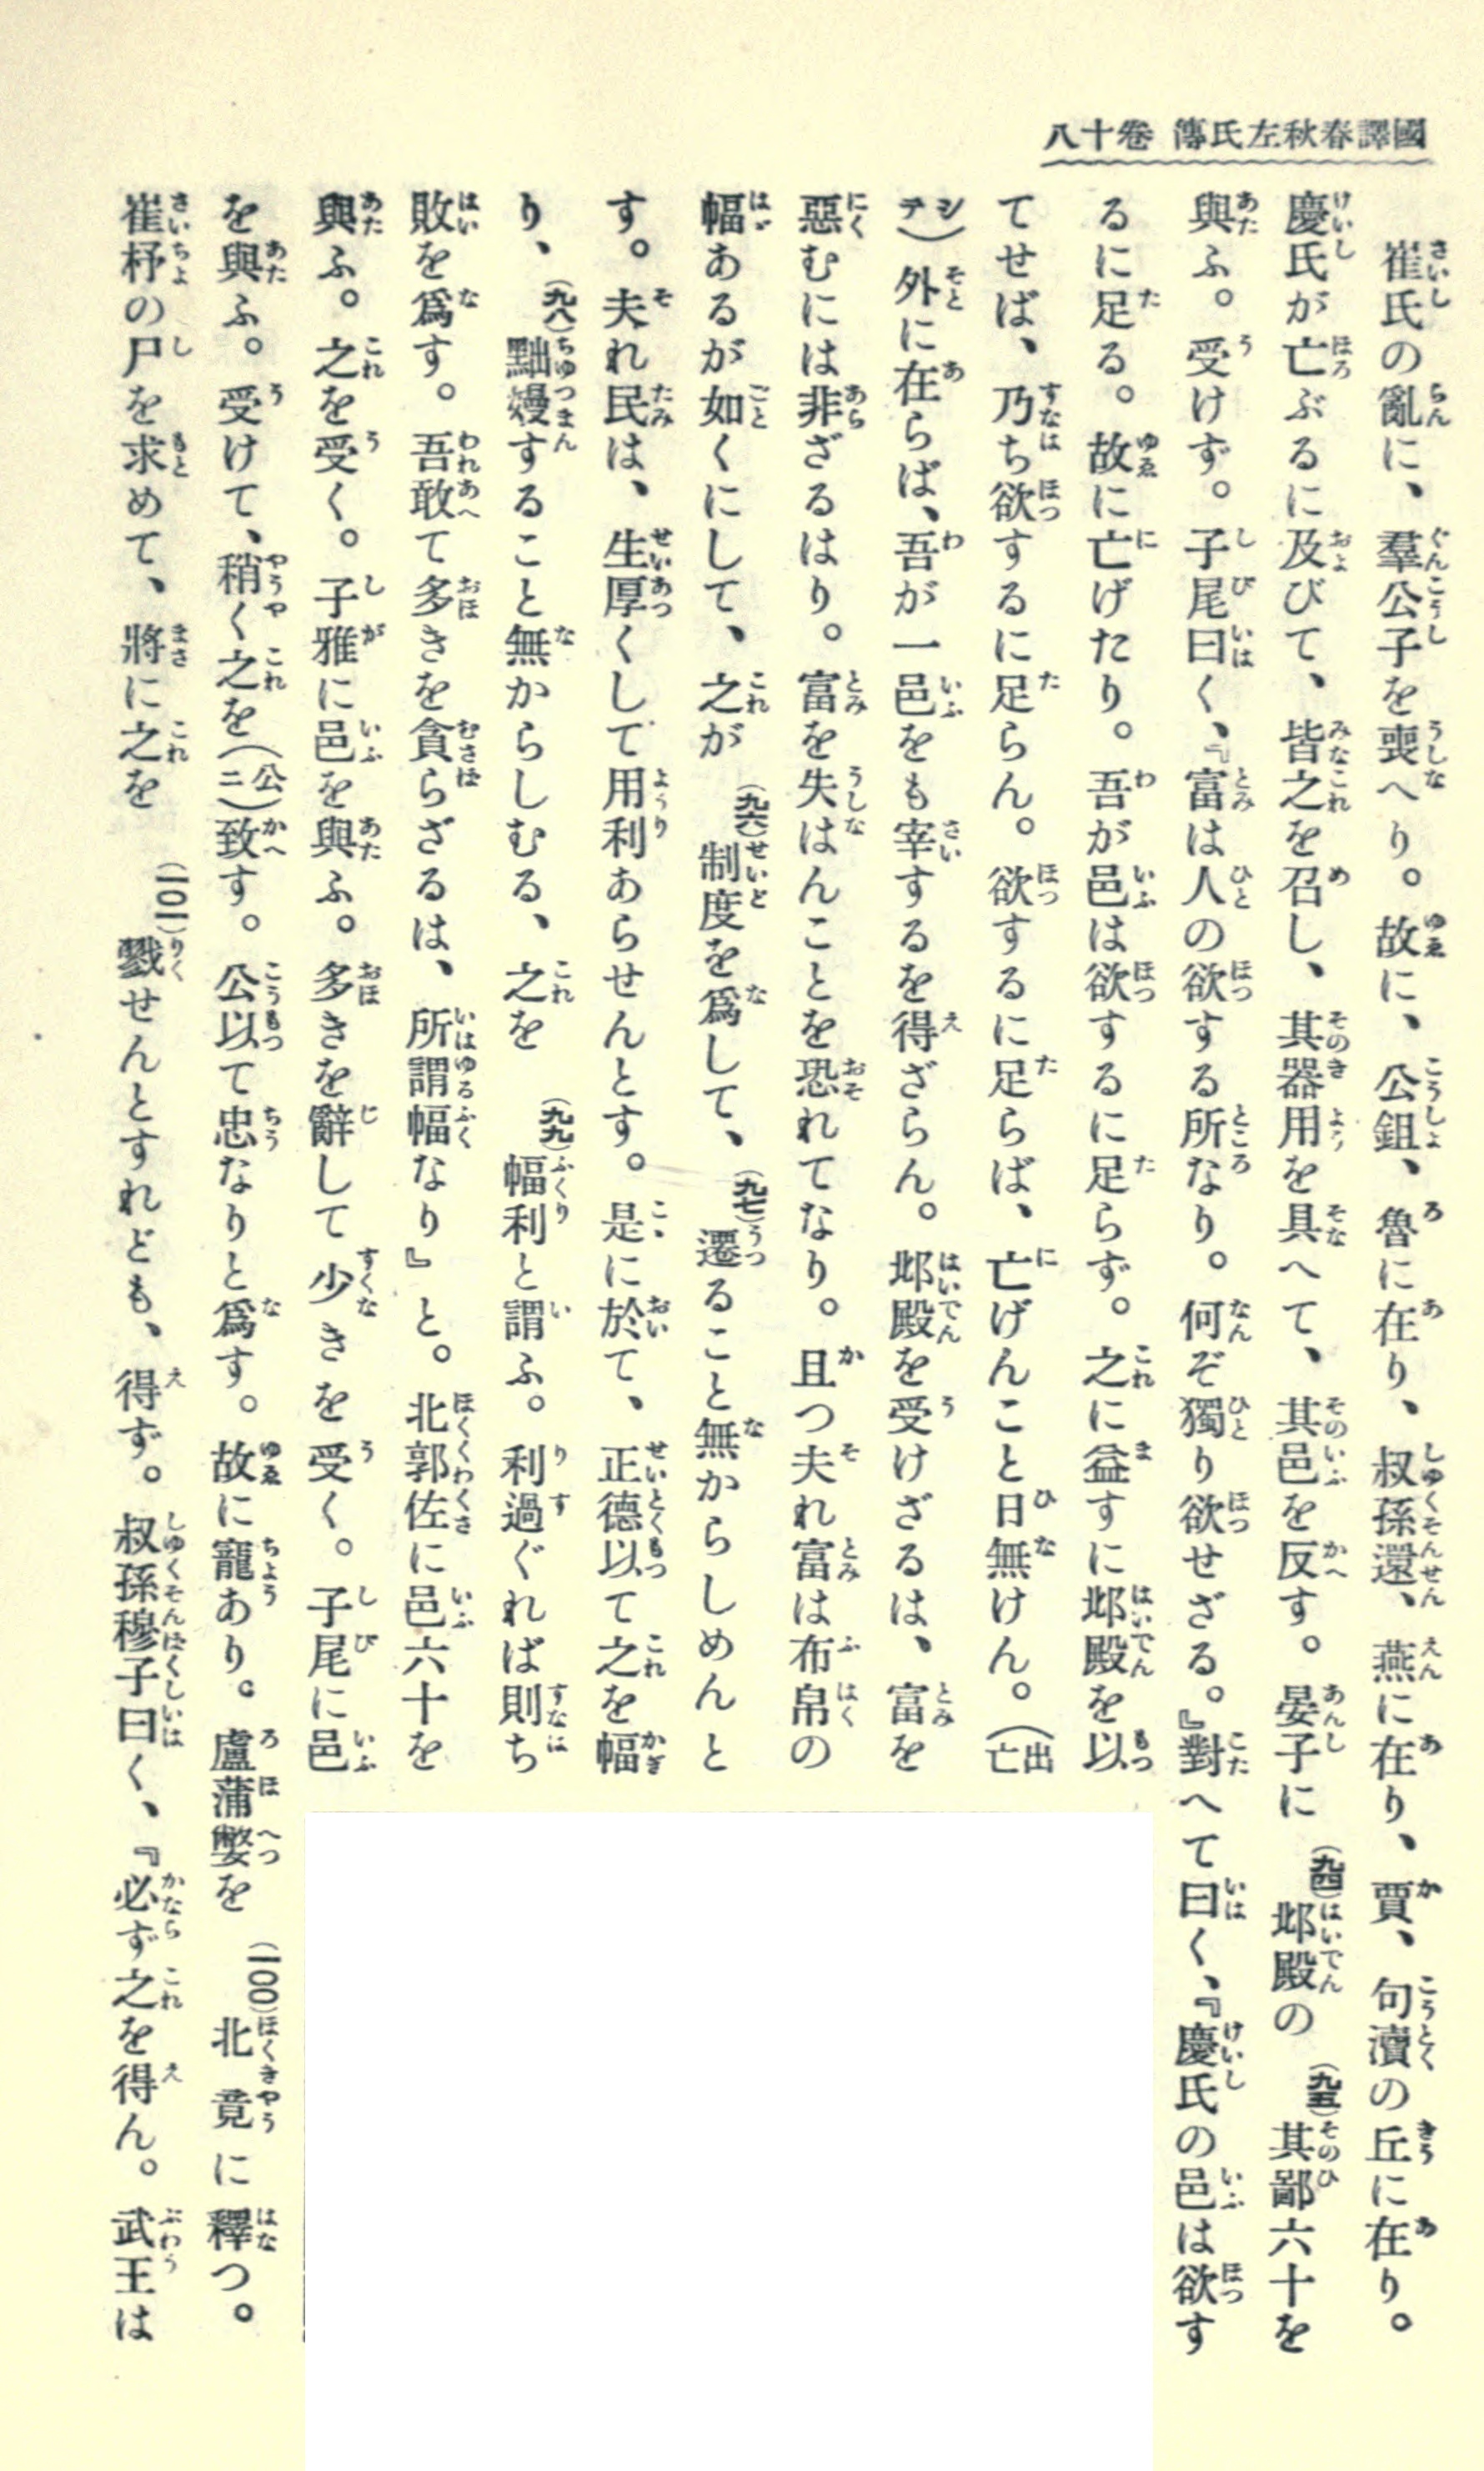 國譯春秋左氏傳 卷十八
崔氏の亂に、羣公子を喪へり。故に、公鉏、魯に在り、叔孫還、燕に在り、賈、句瀆の丘に在り。
慶氏が亡ぶるに及びて、皆之を召し、其器用を具へて、其邑を反す。晏子に(九四)邶殿の(九五)其鄙六十を
與ふ。受けず。子尾曰く、『富は人の欲する所なり。何ぞ獨り欲せざる。』對へて曰く、『慶氏の邑は欲す
るに足る。故に亡げたり。吾が邑は欲するに足らず。之に益すに邶殿を以
てせば、乃ち欲するに足らん。欲するに足らば、亡げんこと日無けん。(出亡
シテ)外に在らば、吾が一邑をも宰するを得ざらん。邶殿を受けざるは、富を
惡むには非ざるはり。富を失はんことを恐れてなり。且つ夫れ富は布帛の
幅あるが如くにして、之が(九六)制度を爲して、(九七)遷ること無からしめんと
す。夫れ民は、生厚くして用利あらせんとす。是に於て、正德以て之を幅
り、(九八)黜嫚すること無からしむる、之を(九九)幅利と謂ふ。利過ぐれば則ち
敗を爲す。吾敢て多きを貪らざるは、所謂幅なり』と。北郭佐に邑六十を
與ふ。之を受く。子雅に邑を與ふ。多きを辭して少きを受く。子尾に邑
を與ふ。受けて、稍く之を(公ニ)致す。公以て忠なりと爲す。故に寵あり。盧蒲嫳を(一〇〇)北竟に釋つ。
崔杼の尸を求めて、將に之を(一〇一)戮せんとすれども、得ず。叔孫穆子曰く、『必ず之を得ん。武王は